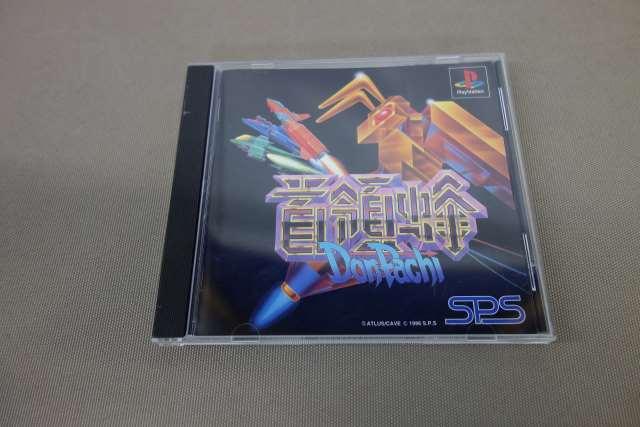 PlayStation
首領蜂
DonPachi
SPS
© ATLUS/CAVE © 1996 S.P.S